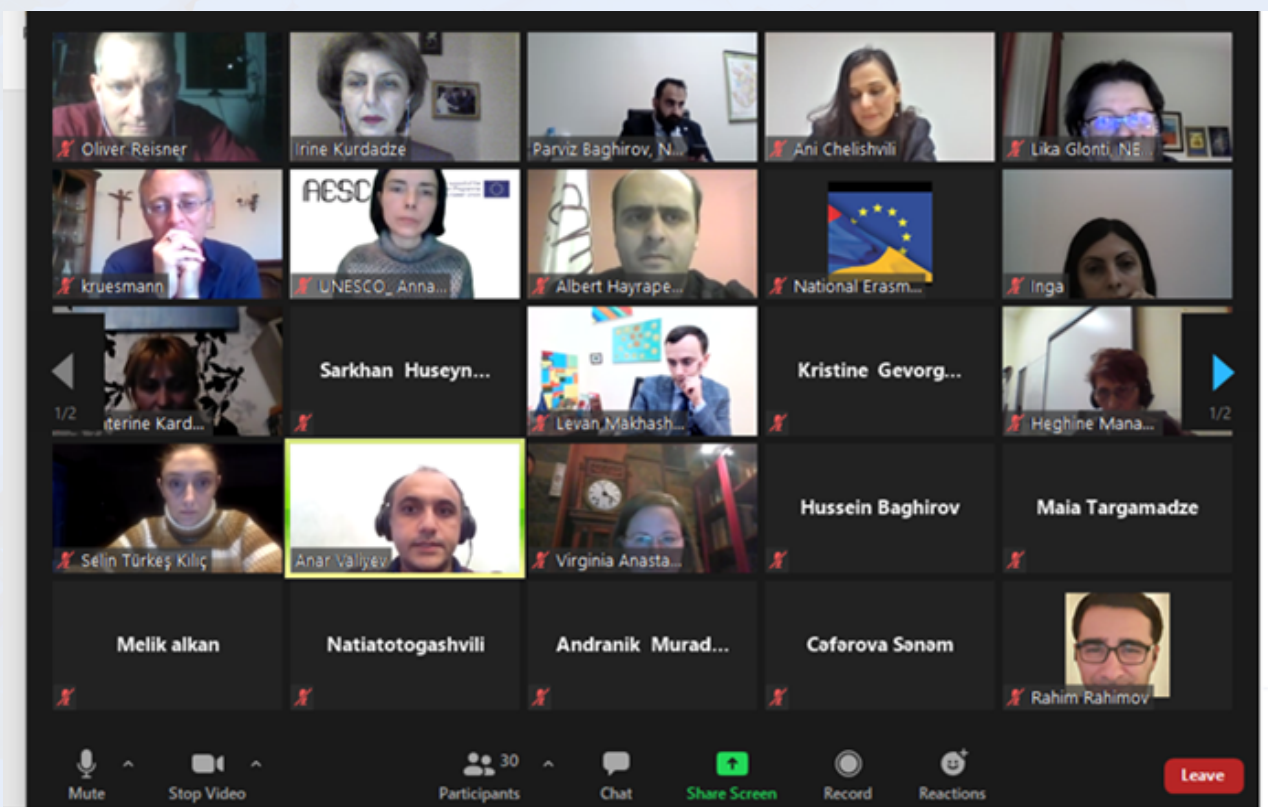 Oliver Reisner
Irine Kurdadze
Parviz Baghirov, N...
Ani Chelishvili
Lika Glonti, NE...
kruesmann
AESC
UNESCO_ Anna...
Albert Hayrape...
National Erasm...
Inga
1/2
terine Kard...
Sarkhan Huseyn...
Levan Makhash...
Kristine Gevorg...
Heghine Mana...
1/2
Selin Türkeş Kılıç
Anar Valiyev
Virginia Anasta...
Hussein Baghirov
Maia Targamadze
Melik alkan
Natiatotogashvili
Andranik Murad...
Cəfərova Sənəm
Rahim Rahimov
Mute
Stop Video
Participants
30
Chat
Share Screen
Record
Reactions
Leave